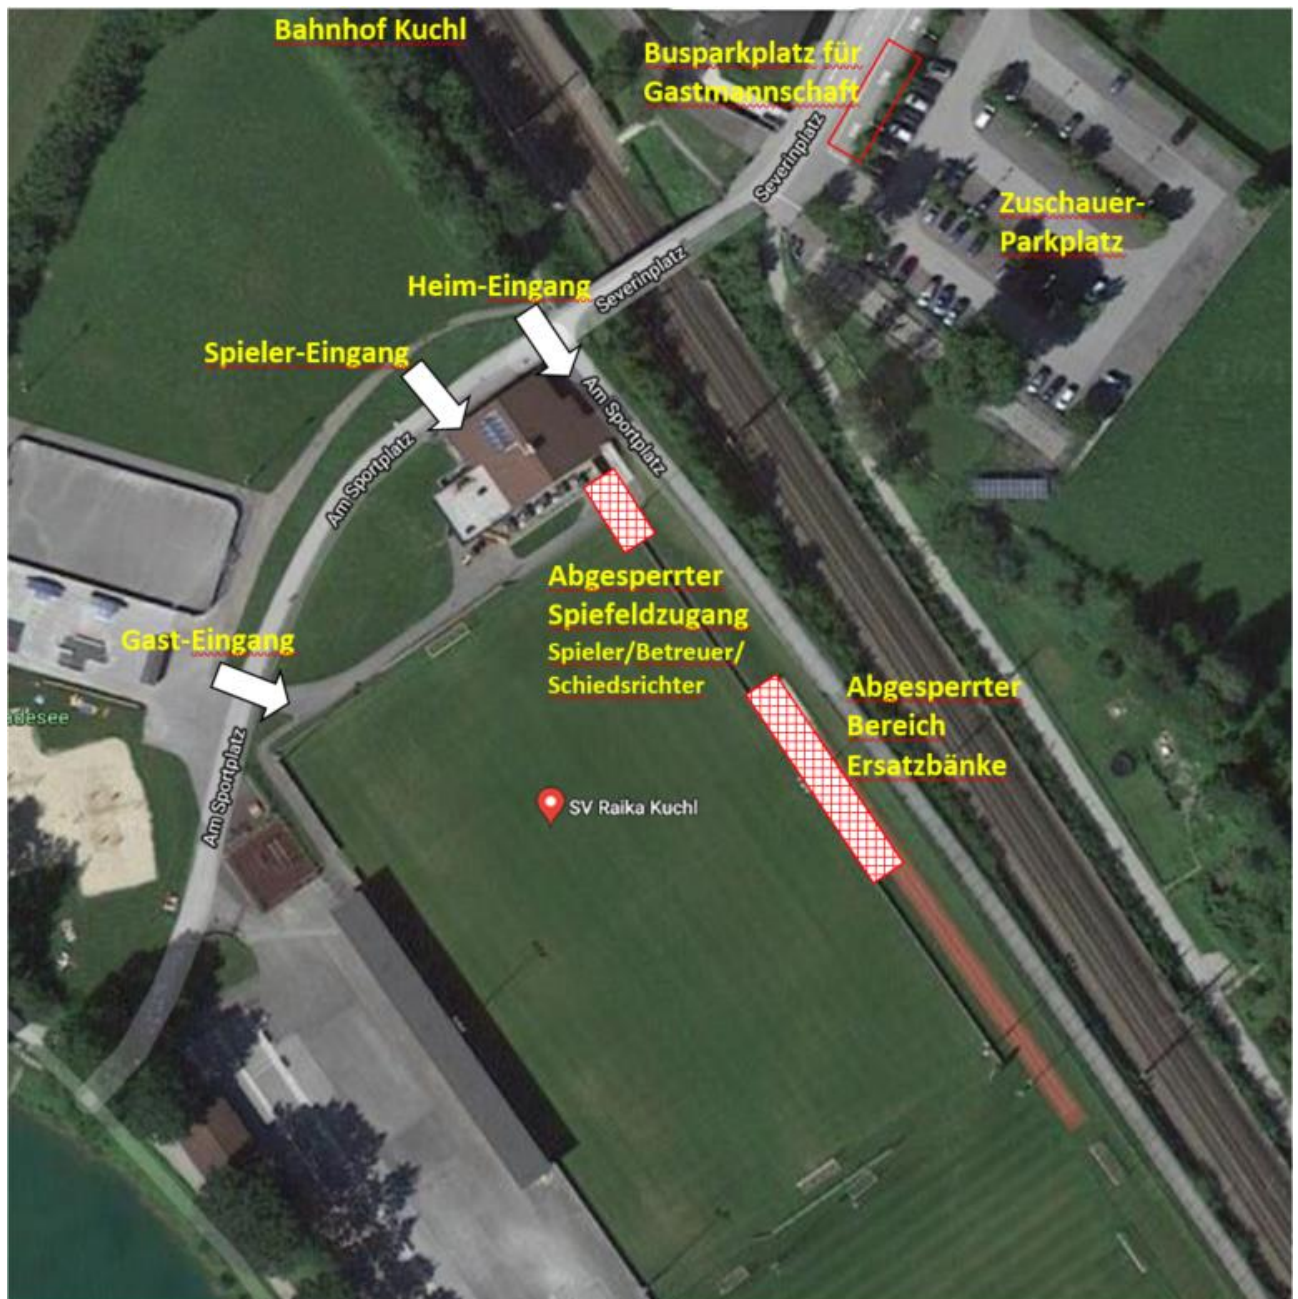 Bahnhof Kuchl
Busparkplatz für
Gastmannschaft
Severinplatz
Zuschauer-
Parkplatz
Severinplatz
Heim-Eingang
Spieler-Eingang
Am Sportplatz
Am Sportplatz
Abgesperrter
Spiefeldzugang
Spieler/Betreuer/
Schiedsrichter
Gast-Eingang
Abgesperrter
Bereich
Ersatzbänke
adesee
Am Sportplatz
SV Raika Kuchl